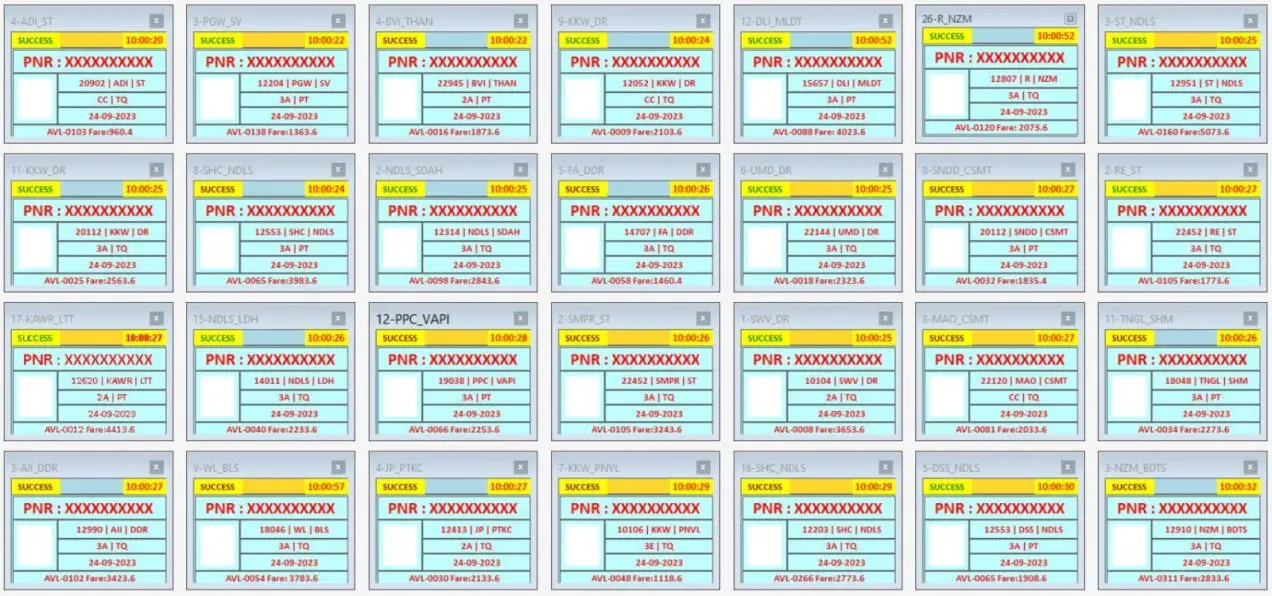 4-ADI_ST
SUCCESS 10:00:20
PNR : XXXXXXXXXX
20902 | ADI | ST
CC | TQ
24-09-2023
AVL-0103 Fare:960.4
3-PGW_SV
SUCCESS 10:00:22
PNR : XXXXXXXXXX
12204 | PGW | SV
3A | PT
24-09-2023
AVL-0138 Fare:1363.6
4-BVI_THAN
SUCCESS 10:00:22
PNR : XXXXXXXXXX
22945 | BVI | THAN
2A | PT
24-09-2023
AVL-0016 Fare:1873.6
9-KKW_DR
SUCCESS 10:00:24
PNR : XXXXXXXXXX
12052 | KKW | DR
CC | TQ
24-09-2023
AVL-0009 Fare:2103.6
12-DLI_MLDT
SUCCESS 10:00:52
PNR : XXXXXXXXXX
15657 | DLI | MLDT
3A | PT
24-09-2023
AVL-0088 Fare: 4023.6
26-R_NZM
SUCCESS 10:00:52
PNR : XXXXXXXXXX
12807 | R | NZM
3A | TQ
24-09-2023
AVL-0120 Fare: 2073.6
3-ST_NDLS
SUCCESS 10:00:25
PNR : XXXXXXXXXX
12951 | ST | NDLS
3A | TQ
24-09-2023
AVL-0160 Fare:5073.6
11-KKW_DR
SUCCESS 10:00:25
PNR : XXXXXXXXXX
20112 | KKW | DR
3A | TQ
24-09-2023
AVL-0025 Fare:2563.6
8-SHC_NDLS
SUCCESS 10:00:24
PNR : XXXXXXXXXX
12553 | SHC | NDLS
3A | PT
24-09-2023
AVL-0065 Fare:3983.6
2-NDLS_SDAH
SUCCESS 10:00:25
PNR : XXXXXXXXXX
12314 | NDLS | SDAH
3A | TQ
24-09-2023
AVL-0098 Fare:2843.6
5-FA_DDR
SUCCESS 10:00:26
PNR : XXXXXXXXXX
14707 | FA | DDR
3A | TQ
24-09-2023
AVL-0058 Fare:1460.4
6-UMD_DR
SUCCESS 10:00:25
PNR : XXXXXXXXXX
22144 | UMD | DR
3A | TQ
24-09-2023
AVL-0018 Fare:2323.6
SUCCESS 10:00:27
PNR : XXXXXXXXXX
20112 | SNDD | CSMT
3A | PT
24-09-2023
AVL-0032 Fare:1835.4
2-RE_ST
SUCCESS 10:00:27
PNR : XXXXXXXXXX
22452 | RE | ST
3A | TQ
24-09-2023
AVL-0105 Fare:1773.6
17-KAWR_LTT
SUCCESS 10:00:27
PNR : XXXXXXXXXX
12620 | KAWR | LTT
2A | PT
24-09-2023
AVL-0012 Fare:4413.6
15-NDLS_LDH
SUCCESS 10:00:26
PNR : XXXXXXXXXX
14011 | NDLS | LDH
3A | TQ
24-09-2023
AVL-0040 Fare:2233.6
12-PPC_VAPI
SUCCESS 10:00:28
PNR : XXXXXXXXXX
19038 | PPC | VAPI
3A | PT
24-09-2023
AVL-0066 Fare:2253.6
2-SMPR_ST
SUCCESS 10:00:26
PNR : XXXXXXXXXX
22452 | SMPR | ST
3A | TQ
24-09-2023
AVL-0105 Fare:3243.6
1-SWV_DR
SUCCESS 10:00:25
PNR : XXXXXXXXXX
10104 | SWV | DR
2A | TQ
24-09-2023
AVL-0008 Fare:3653.6
SUCCESS 10:00:27
PNR : XXXXXXXXXX
22120 | MAO | CSMT
CC | TQ
24-09-2023
AVL-0081 Fare:2033.6
11-TNGL_SHM
SUCCESS 10:00:26
PNR : XXXXXXXXXX
18048 | TNGL | SHM
3A | PT
24-09-2023
AVL-0034 Fare:2273.6
3-AII_DDR
SUCCESS 10:00:27
PNR : XXXXXXXXXX
12990 | AII | DDR
3A | TQ
24-09-2023
AVL-0102 Fare:3423.6
9-WL_BLS
SUCCESS 10:00:57
PNR : XXXXXXXXXX
18046 | WL | BLS
3A | TQ
24-09-2023
AVL-0054 Fare: 3783.6
4-JP_PTKC
SUCCESS 10:00:27
PNR : XXXXXXXXXX
12413 | JP | PTKC
2A | TQ
24-09-2023
AVL-0030 Fare:2133.6
7-KKW_PNVL
SUCCESS 10:00:29
PNR : XXXXXXXXXX
10106 | KKW | PNVL
3E | TQ
24-09-2023
AVL-0048 Fare:1118.6
16-SHC_NDLS
SUCCESS 10:00:29
PNR : XXXXXXXXXX
12203 | SHC | NDLS
3A | TQ
24-09-2023
AVL-0266 Fare:2773.6
5-DSS_NDLS
SUCCESS 10:00:30
PNR : XXXXXXXXXX
12553 | DSS | NDLS
3A | PT
24-09-2023
AVL-0065 Fare:1908.6
3-NZM_BDTS
SUCCESS 10:00:32
PNR : XXXXXXXXXX
12910 | NZM | BDTS
3A | TQ
24-09-2023
AVL-0311 Fare:2833.6